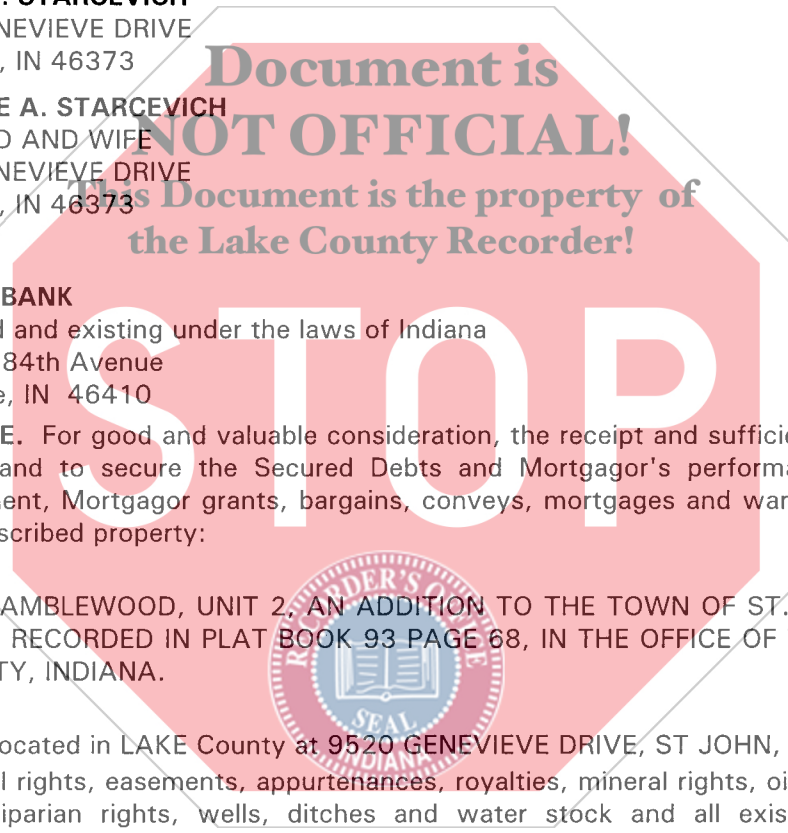 . STARCEVICH
NEVIEVE DRIVE
, IN 46373
E A. STARCEVICH
D AND WIFE
NEVIEVE DRIVE
, IN 46373
Document is
NOT OFFICIAL!
This Document is the property of
the Lake County Recorder!
BANK
d and existing under the laws of Indiana
84th Avenue
e, IN 46410
STOP
E. For good and valuable consideration, the receipt and sufficie
and to secure the Secured Debts and Mortgagor's performa
ent, Mortgagor grants, bargains, conveys, mortgages and war
scribed property:
AMBLEWOOD, UNIT 2, AN ADDITION TO THE TOWN OF ST.
RECORDED IN PLAT BOOK 93 PAGE 68, IN THE OFFICE OF
TY, INDIANA.
RECORDER'S OFFICE
SEAL
INDIANA
ocated in LAKE County at 9520 GENEVIEVE DRIVE, ST JOHN,
l rights, easements, appurtenances, royalties, mineral rights, oi
iparian rights, wells, ditches and water stock and all exis